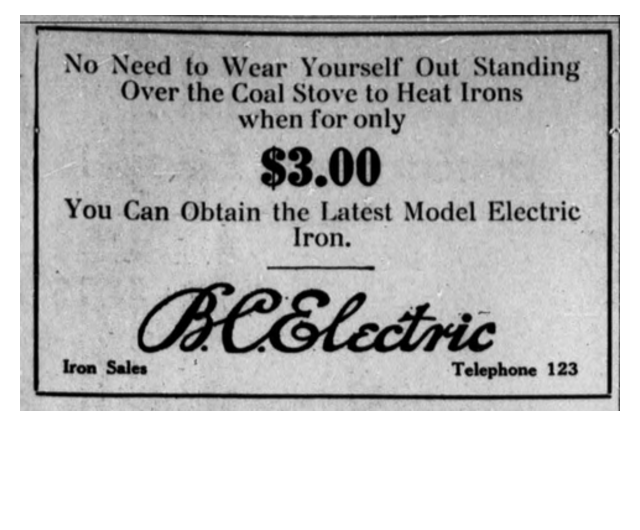 No Need to Wear Yourself Out Standing
Over the Coal Stove to Heat Irons
when for only
$3.00
You Can Obtain the Latest Model Electric
Iron.
B.C. Electric
Iron Sales
Telephone 123